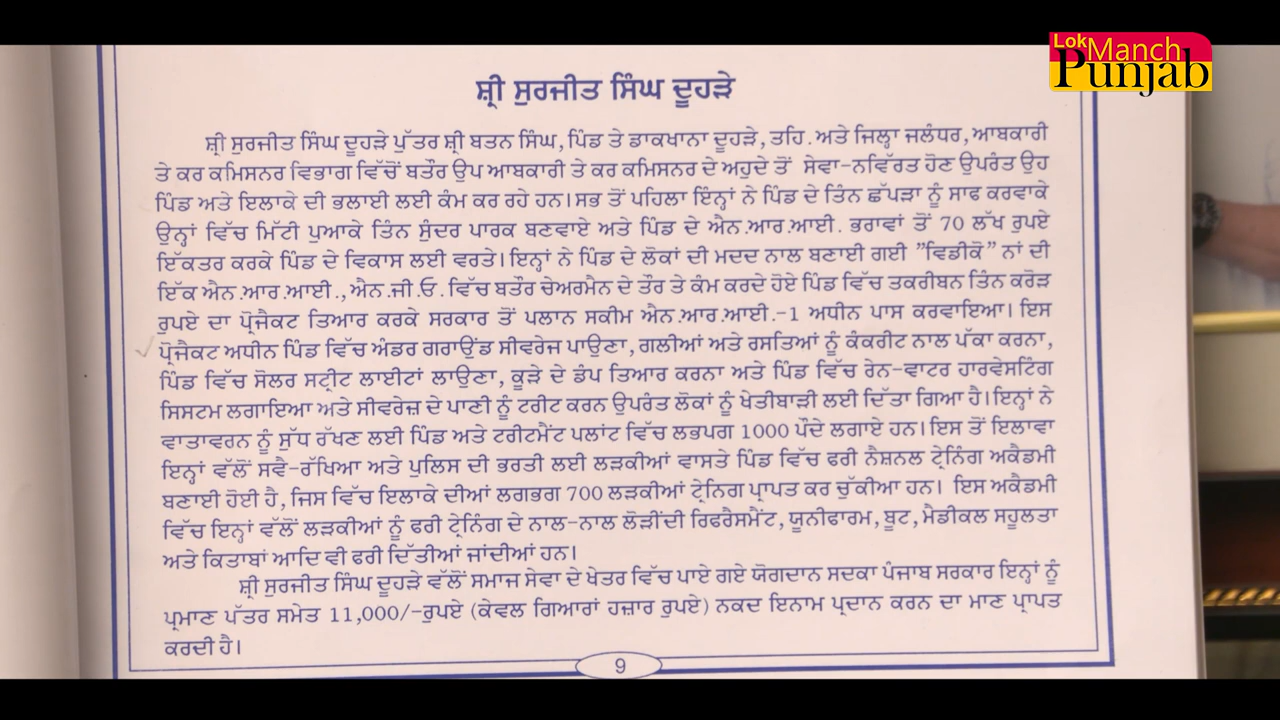 Lok Manch
Punjab
ਸ਼੍ਰੀ ਸੁਰਜੀਤ ਸਿੰਘ ਦੂਹੜੇ
ਸ਼੍ਰੀ ਸੁਰਜੀਤ ਸਿੰਘ ਦੂਹੜੇ ਪੁੱਤਰ ਸ਼੍ਰੀ ਬਤਨ ਸਿੰਘ, ਪਿੰਡ ਤੇ ਡਾਕਖਾਨਾ ਦੂਹੜੇ, ਤਹਿ. ਅਤੇ ਜਿਲ੍ਹਾ ਜਲੰਧਰ, ਆਬਕਾਰੀ
ਤੇ ਕਰ ਕਮਿਸਨਰ ਵਿਭਾਗ ਵਿੱਚੋਂ ਬਤੌਰ ਉਪ ਆਬਕਾਰੀ ਤੇ ਕਰ ਕਮਿਸਨਰ ਦੇ ਅਹੁਦੇ ਤੋਂ ਸੇਵਾ-ਨਵਿੱਰਤ ਹੋਣ ਉਪਰੰਤ ਉਹ
ਪਿੰਡ ਅਤੇ ਇਲਾਕੇ ਦੀ ਭਲਾਈ ਲਈ ਕੰਮ ਕਰ ਰਹੇ ਹਨ। ਸਭ ਤੋਂ ਪਹਿਲਾ ਇੰਨ੍ਹਾਂ ਨੇ ਪਿੰਡ ਦੇ ਤਿੰਨ ਛੱਪੜਾ ਨੂੰ ਸਾਫ ਕਰਵਾਕੇ
ਉਨ੍ਹਾਂ ਵਿੱਚ ਮਿੱਟੀ ਪੁਆਕੇ ਤਿੰਨ ਸੁੰਦਰ ਪਾਰਕ ਬਣਵਾਏ ਅਤੇ ਪਿੰਡ ਦੇ ਐਨ.ਆਰ.ਆਈ. ਭਰਾਵਾਂ ਤੋਂ 70 ਲੱਖ ਰੁਪਏ
ਇੱਕਤਰ ਕਰਕੇ ਪਿੰਡ ਦੇ ਵਿਕਾਸ ਲਈ ਵਰਤੇ। ਇਨ੍ਹਾਂ ਨੇ ਪਿੰਡ ਦੇ ਲੋਕਾਂ ਦੀ ਮਦਦ ਨਾਲ ਬਣਾਈ ਗਈ ”ਵਿਡੀਕੋ” ਨਾਂ ਦੀ
ਇੱਕ ਐਨ.ਆਰ.ਆਈ., ਐਨ.ਜੀ.ਓ. ਵਿੱਚ ਬਤੌਰ ਚੇਅਰਮੈਨ ਦੇ ਤੌਰ ਤੇ ਕੰਮ ਕਰਦੇ ਹੋਏ ਪਿੰਡ ਵਿੱਚ ਤਕਰੀਬਨ ਤਿੰਨ ਕਰੋੜ
ਰੁਪਏ ਦਾ ਪ੍ਰੋਜੈਕਟ ਤਿਆਰ ਕਰਕੇ ਸਰਕਾਰ ਤੋਂ ਪਲਾਨ ਸਕੀਮ ਐਨ.ਆਰ.ਆਈ.-1 ਅਧੀਨ ਪਾਸ ਕਰਵਾਇਆ। ਇਸ
ਪ੍ਰੋਜੈਕਟ ਅਧੀਨ ਪਿੰਡ ਵਿੱਚ ਅੰਡਰ ਗਰਾਉਂਡ ਸੀਵਰੇਜ ਪਾਉਣਾ, ਗਲੀਆਂ ਅਤੇ ਰਸਤਿਆਂ ਨੂੰ ਕੰਕਰੀਟ ਨਾਲ ਪੱਕਾ ਕਰਨਾ,
ਪਿੰਡ ਵਿੱਚ ਸੋਲਰ ਸਟ੍ਰੀਟ ਲਾਈਟਾਂ ਲਾਉਣਾ, ਕੂੜੇ ਦੇ ਡੰਪ ਤਿਆਰ ਕਰਨਾ ਅਤੇ ਪਿੰਡ ਵਿੱਚ ਰੇਨ-ਵਾਟਰ ਹਾਰਵੇਸਟਿੰਗ
ਸਿਸਟਮ ਲਗਾਇਆ ਅਤੇ ਸੀਵਰੇਜ਼ ਦੇ ਪਾਣੀ ਨੂੰ ਟਰੀਟ ਕਰਨ ਉਪਰੰਤ ਲੋਕਾਂ ਨੂੰ ਖੇਤੀਬਾੜੀ ਲਈ ਦਿੱਤਾ ਗਿਆ ਹੈ। ਇਨ੍ਹਾਂ ਨੇ
ਵਾਤਾਵਰਨ ਨੂੰ ਸੁੱਧ ਰੱਖਣ ਲਈ ਪਿੰਡ ਅਤੇ ਟਰੀਟਮੈਂਟ ਪਲਾਂਟ ਵਿੱਚ ਲਭਪਗ 1000 ਪੌਦੇ ਲਗਾਏ ਹਨ। ਇਸ ਤੋਂ ਇਲਾਵਾ
ਇਨ੍ਹਾਂ ਵੱਲੋਂ ਸਵੈ-ਰੱਖਿਆ ਅਤੇ ਪੁਲਿਸ ਦੀ ਭਰਤੀ ਲਈ ਲੜਕੀਆਂ ਵਾਸਤੇ ਪਿੰਡ ਵਿੱਚ ਫਰੀ ਨੈਸ਼ਨਲ ਟ੍ਰੇਨਿੰਗ ਅਕੈਡਮੀ
ਬਣਾਈ ਹੋਈ ਹੈ, ਜਿਸ ਵਿੱਚ ਇਲਾਕੇ ਦੀਆਂ ਲਗਭਗ 700 ਲੜਕੀਆਂ ਟ੍ਰੇਨਿਗ ਪ੍ਰਾਪਤ ਕਰ ਚੁੱਕੀਆ ਹਨ। ਇਸ ਅਕੈਡਮੀ
ਵਿੱਚ ਇਨ੍ਹਾਂ ਵੱਲੋਂ ਲੜਕੀਆਂ ਨੂੰ ਫਰੀ ਟ੍ਰੇਨਿੰਗ ਦੇ ਨਾਲ-ਨਾਲ ਲੋੜੀਂਦੀ ਰਿਫਰੈਸਮੈਂਟ, ਯੂਨੀਫਾਰਮ, ਬੂਟ, ਮੈਡੀਕਲ ਸਹੂਲਤਾ
ਅਤੇ ਕਿਤਾਬਾਂ ਆਦਿ ਵੀ ਫਰੀ ਦਿੱਤੀਆਂ ਜਾਂਦੀਆਂ ਹਨ।
ਸ਼੍ਰੀ ਸੁਰਜੀਤ ਸਿੰਘ ਦੂਹੜੇ ਵੱਲੋਂ ਸਮਾਜ ਸੇਵਾ ਦੇ ਖੇਤਰ ਵਿੱਚ ਪਾਏ ਗਏ ਯੋਗਦਾਨ ਸਦਕਾ ਪੰਜਾਬ ਸਰਕਾਰ ਇਨ੍ਹਾਂ ਨੂੰ
ਪ੍ਰਮਾਣ ਪੱਤਰ ਸਮੇਤ 11,000/-ਰੁਪਏ (ਕੇਵਲ ਗਿਆਰਾਂ ਹਜ਼ਾਰ ਰੁਪਏ) ਨਕਦ ਇਨਾਮ ਪ੍ਰਦਾਨ ਕਰਨ ਦਾ ਮਾਣ ਪ੍ਰਾਪਤ
ਕਰਦੀ ਹੈ।
9